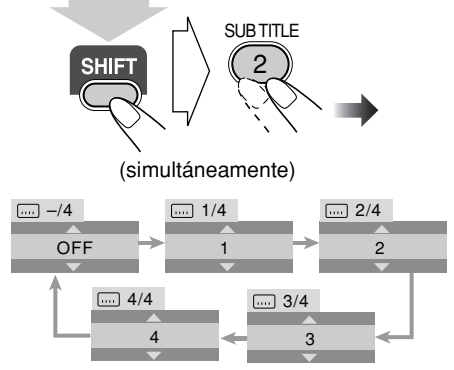 SUB TITLE
SHIFT
2
(simultáneamente)
–/4
1/4
2/4
OFF
1
2
4/4
3/4
4
3